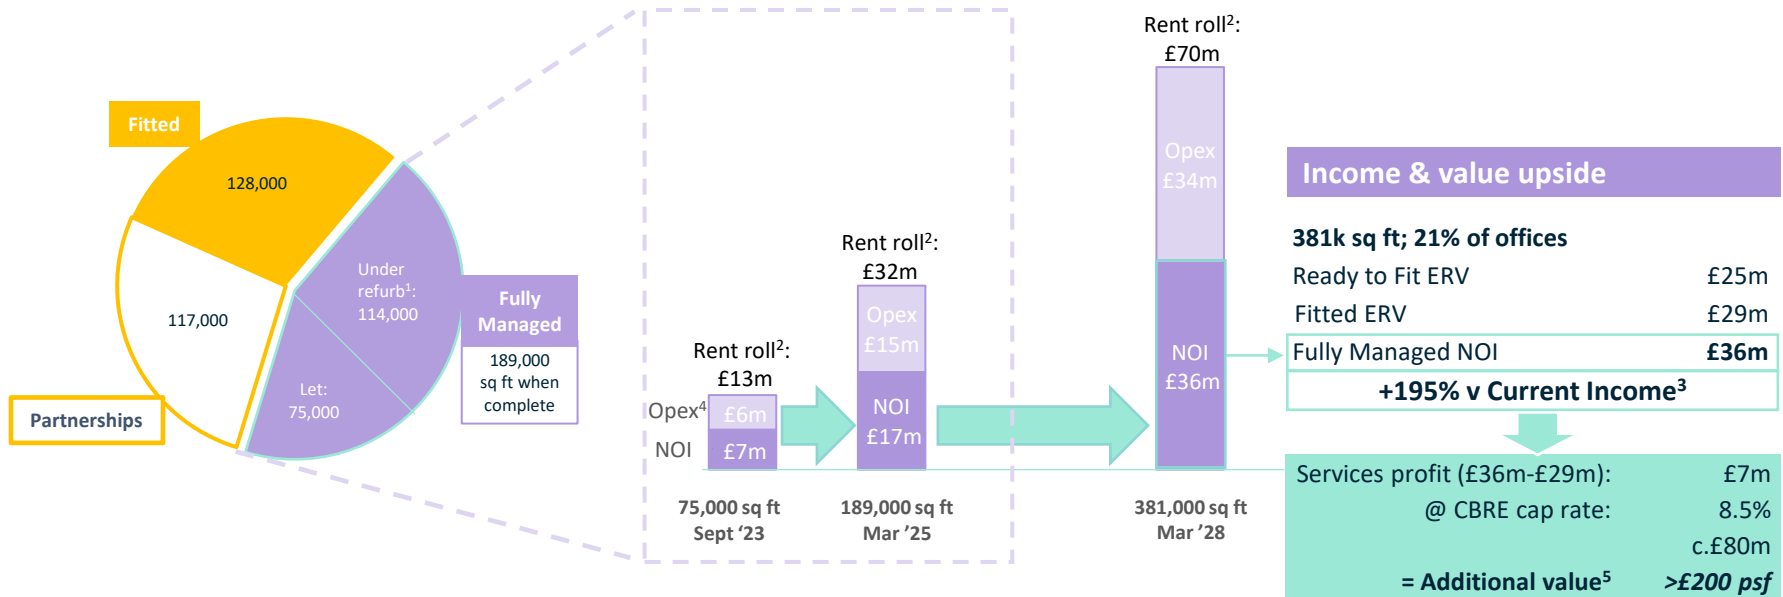 Fitted
128,000
117,000
Partnerships
Under
refurb¹:
114,000
Let:
75,000
Fully
Managed
189,000
sq ft when
complete
Rent roll²:
£13m
Opex⁴
£6m
NOI
£7m
75,000 sq ft
Sept ‘23
Rent roll²:
£32m
Opex
£15m
NOI
£17m
189,000 sq ft
Mar ’25
Rent roll²:
£70m
Opex
£34m
NOI
£36m
381,000 sq ft
Mar ’28
Income & value upside
381k sq ft; 21% of offices
Ready to Fit ERV £25m
Fitted ERV £29m
Fully Managed NOI £36m
+195% v Current Income³
Services profit (£36m-£29m): £7m
@ CBRE cap rate: 8.5%
c.£80m
= Additional value⁵ >£200 psf